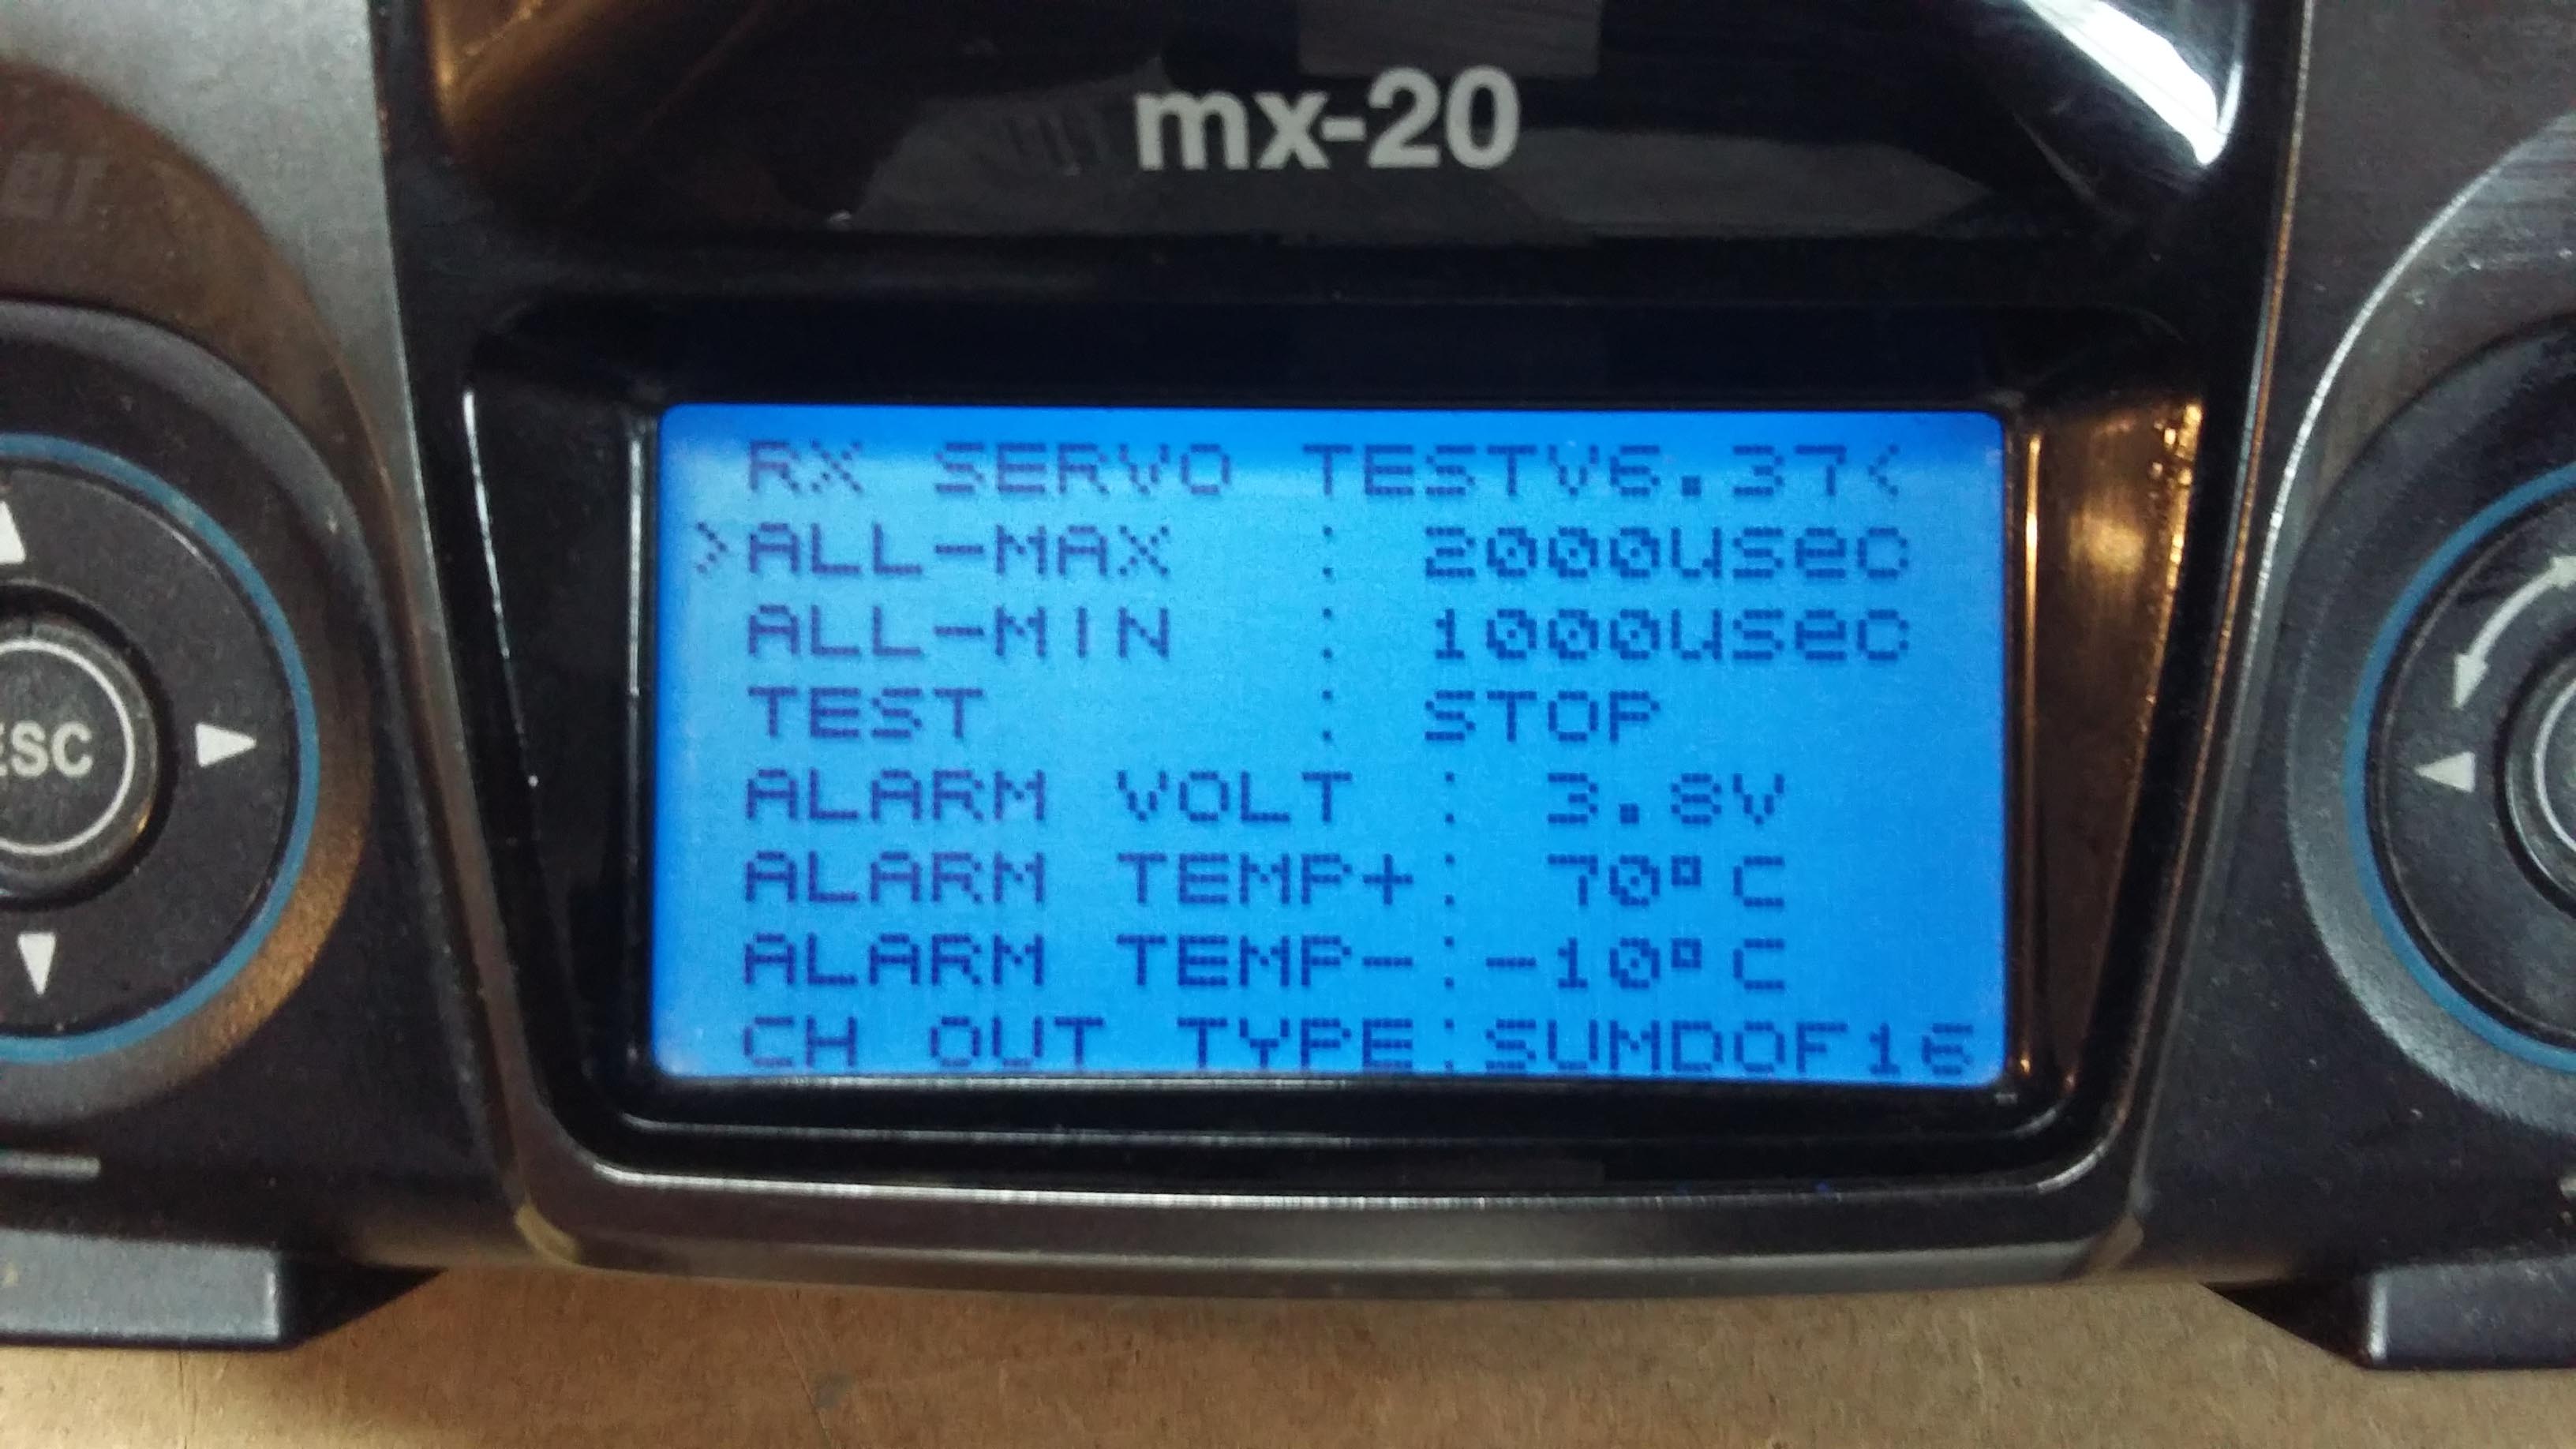 mx-20
RX SERVO TESTV6.37<
>ALL-MAX : 2000usec
ALL-MIN : 1000usec
TEST : STOP
ALARM VOLT : 3.8V
ALARM TEMP+: 70°C
ALARM TEMP-:-10°C
CH OUT TYPE:SUMDOF16
ESC